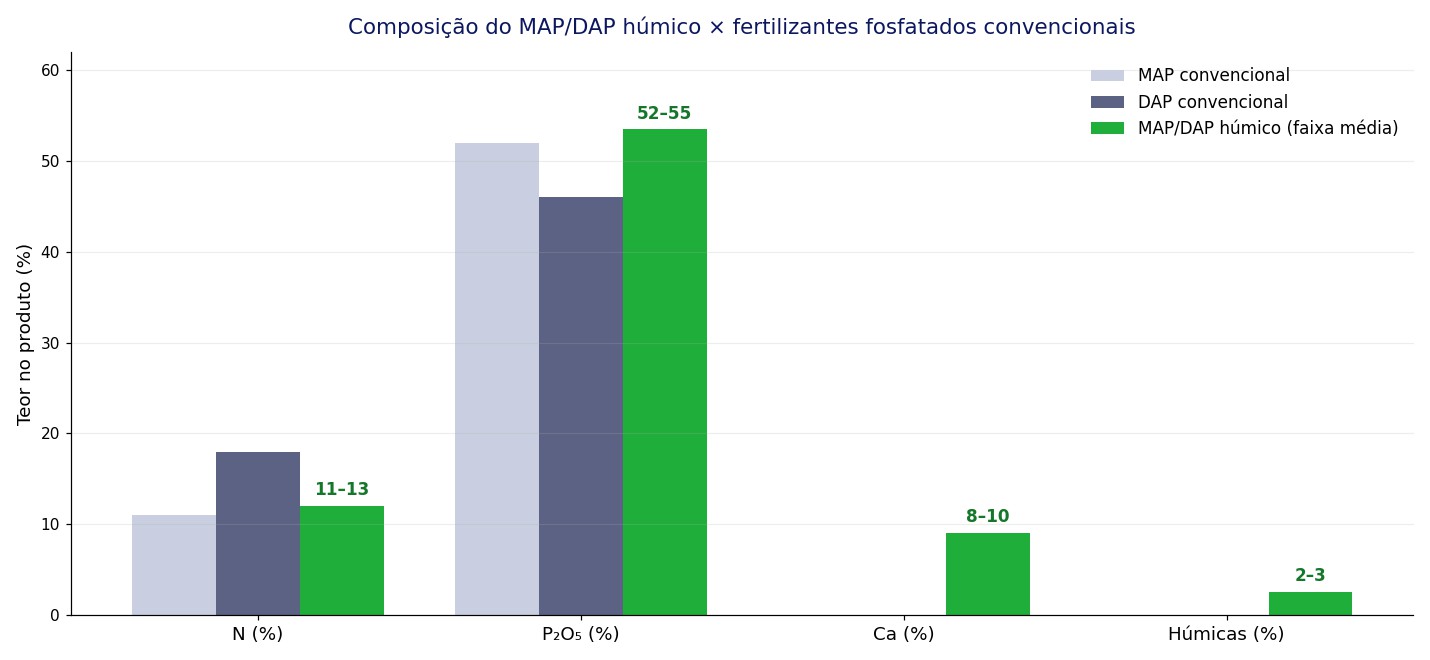 Composição do MAP/DAP húmico × fertilizantes fosfatados convencionais
MAP convencional
DAP convencional
MAP/DAP húmico (faixa média)
Teor no produto (%)
60
50
40
30
20
10
0
11–13
52–55
8–10
2–3
N (%)
P₂O₅ (%)
Ca (%)
Húmicas (%)